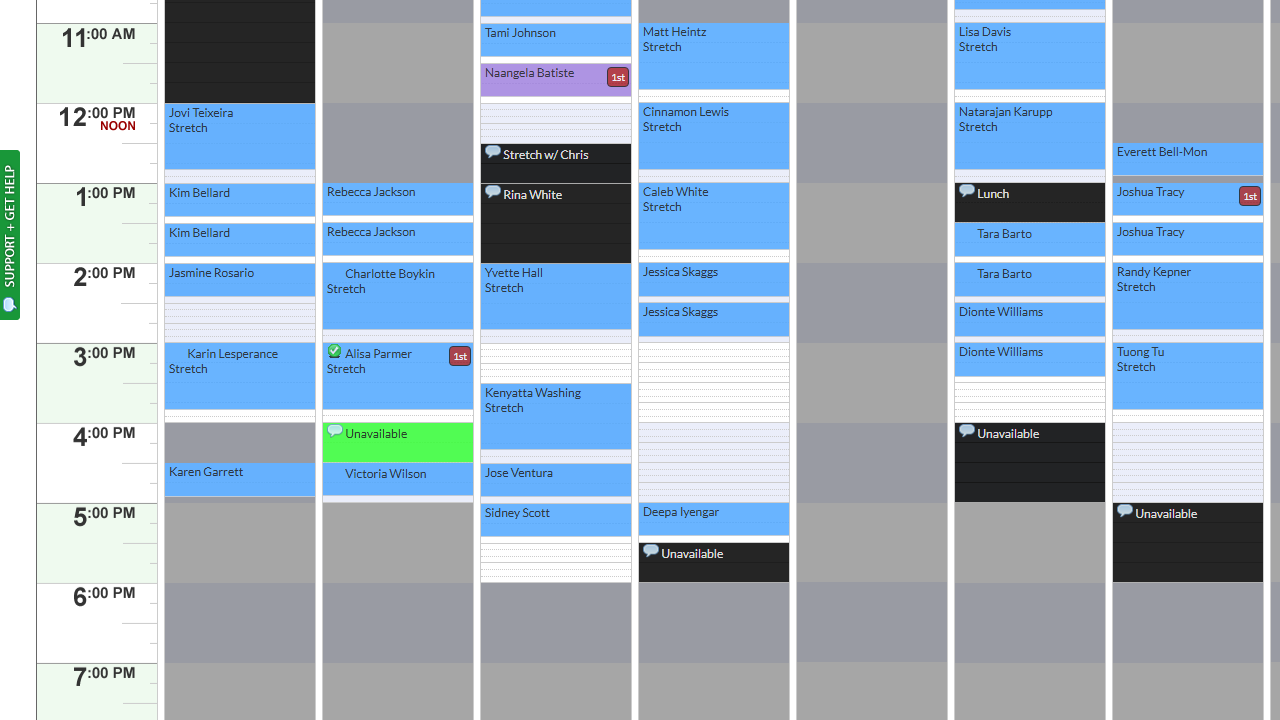 SUPPORT + GET HELP
11:00 AM
12:00 PM
NOON
1:00 PM
2:00 PM
3:00 PM
4:00 PM
5:00 PM
6:00 PM
7:00 PM
Jovi Teixeira
Stretch
Kim Bellard
Kim Bellard
Jasmine Rosario
Karin Lesperance
Stretch
Karen Garrett
Rebecca Jackson
Rebecca Jackson
Charlotte Boykin
Stretch
Alisa Parmer
1st
Stretch
Unavailable
Victoria Wilson
Tami Johnson
Naangela Batiste
1st
Stretch w/ Chris
Rina White
Yvette Hall
Stretch
Kenyatta Washing
Stretch
Jose Ventura
Sidney Scott
Matt Heintz
Stretch
Cinnamon Lewis
Stretch
Caleb White
Stretch
Jessica Skaggs
Jessica Skaggs
Deepa Iyengar
Unavailable
Lisa Davis
Stretch
Natarajan Karupp
Stretch
Lunch
Tara Barto
Tara Barto
Dionte Williams
Dionte Williams
Unavailable
Everett Bell-Mon
Joshua Tracy
1st
Joshua Tracy
Randy Kepner
Stretch
Tuong Tu
Stretch
Unavailable